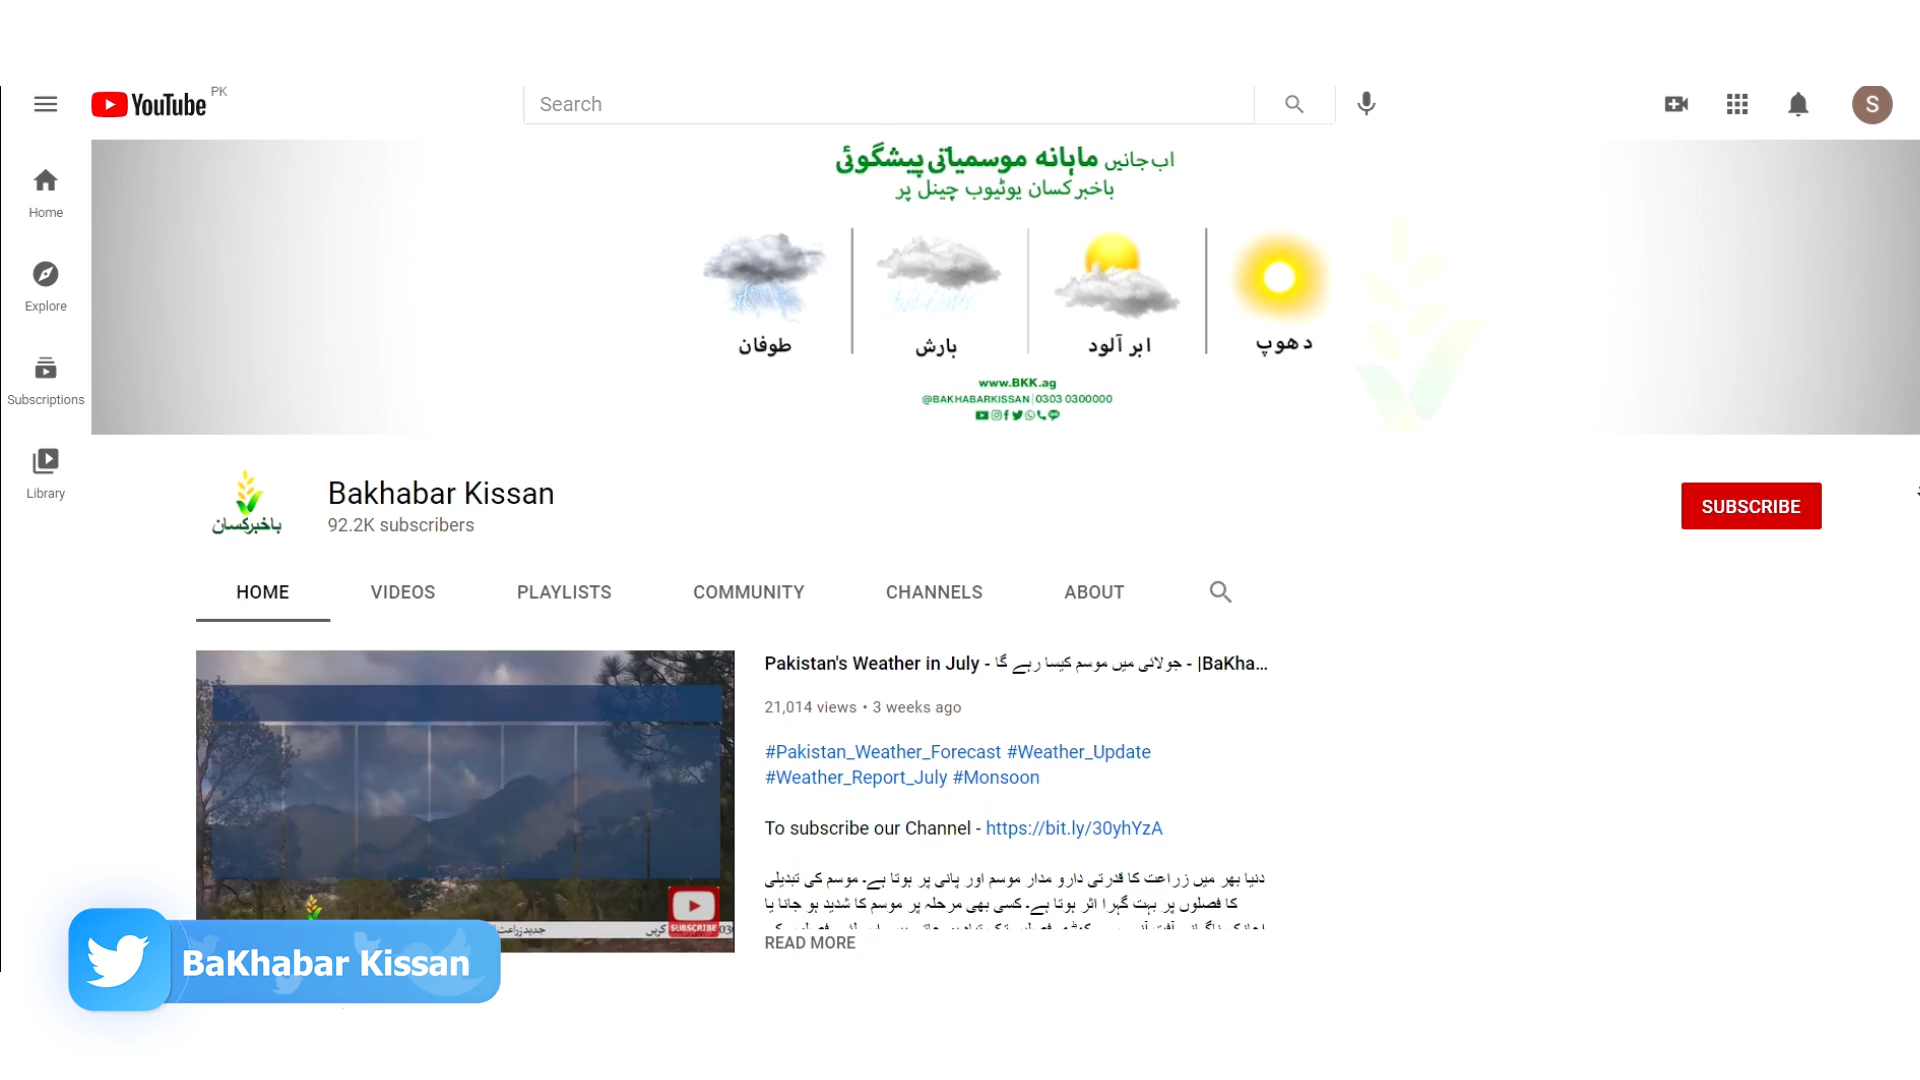 YouTube PK
Search
S
Home
Explore
Subscriptions
Library
اب جانیں ماہانہ موسمیاتی پیشگوئی
باخبر کسان یوٹیوب چینل پر
دھوپ
ابر آلود
بارش
طوفان
www.BKK.ag
@BAKHABARKISSAN | 0303 0300000
باخبر کسان
Bakhabar Kissan
92.2K subscribers
SUBSCRIBE
HOME
VIDEOS
PLAYLISTS
COMMUNITY
CHANNELS
ABOUT
Pakistan's Weather in July - جولائی میں موسم کیسا رہے گا - |BaKha...
21,014 views • 3 weeks ago
#Pakistan_Weather_Forecast #Weather_Update
#Weather_Report_July #Monsoon
To subscribe our Channel - https://bit.ly/30yhYzA
دنیا بھر میں زراعت کا قدرتی دارو مدار موسم اور پانی پر ہوتا ہے۔ موسم کی تبدیلی
کا فصلوں پر بہت گہرا اثر ہوتا ہے۔ کسی بھی مرحلہ پر موسم کا شدید ہو جانا یا
READ MORE
SUBSCRIBE
جدید زراعت
کریں
BaKhabar Kissan